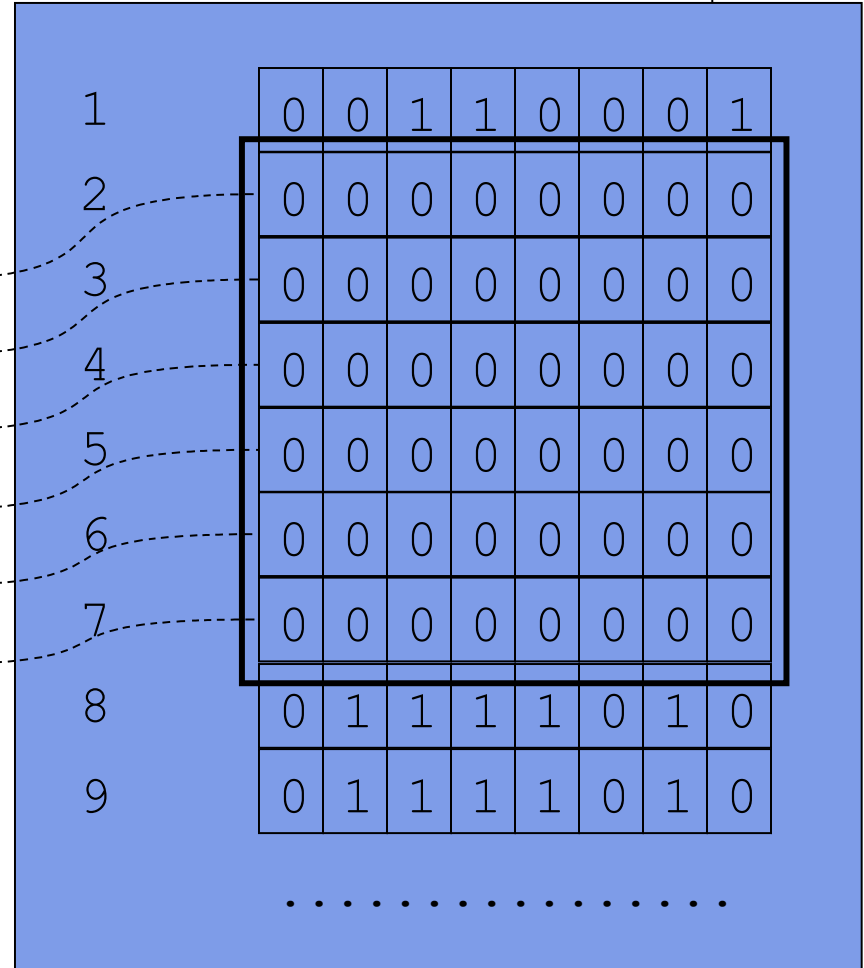 1 0 0 1 1 0 0 0 1
2 0 0 0 0 0 0 0 0
3 0 0 0 0 0 0 0 0
4 0 0 0 0 0 0 0 0
5 0 0 0 0 0 0 0 0
6 0 0 0 0 0 0 0 0
7 0 0 0 0 0 0 0 0
8 0 1 1 1 1 0 1 0
9 0 1 1 1 1 0 1 0
. . . . . . . . . . . . . . . .